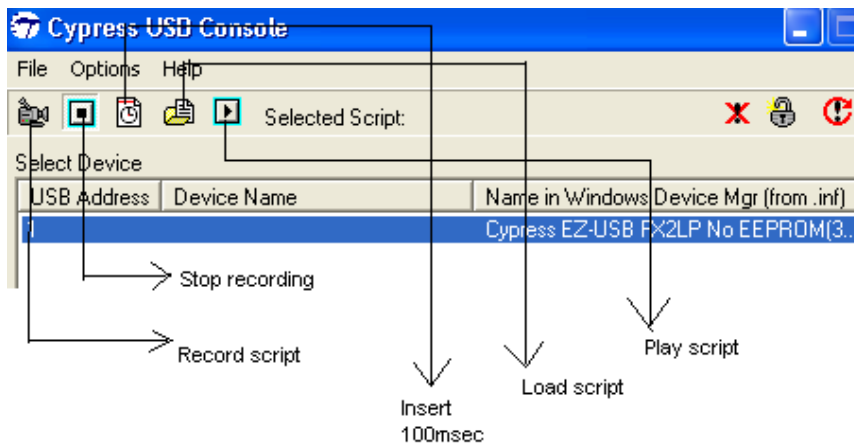 Cypress USB Console
File Options Help
Selected Script:
Select Device
USB Address Device Name Name in Windows Device Mgr (from .inf)
1 Cypress EZ-USB FX2LP No EEPROM(3...
Stop recording
Record script
Play script
Load script
Insert
100msec